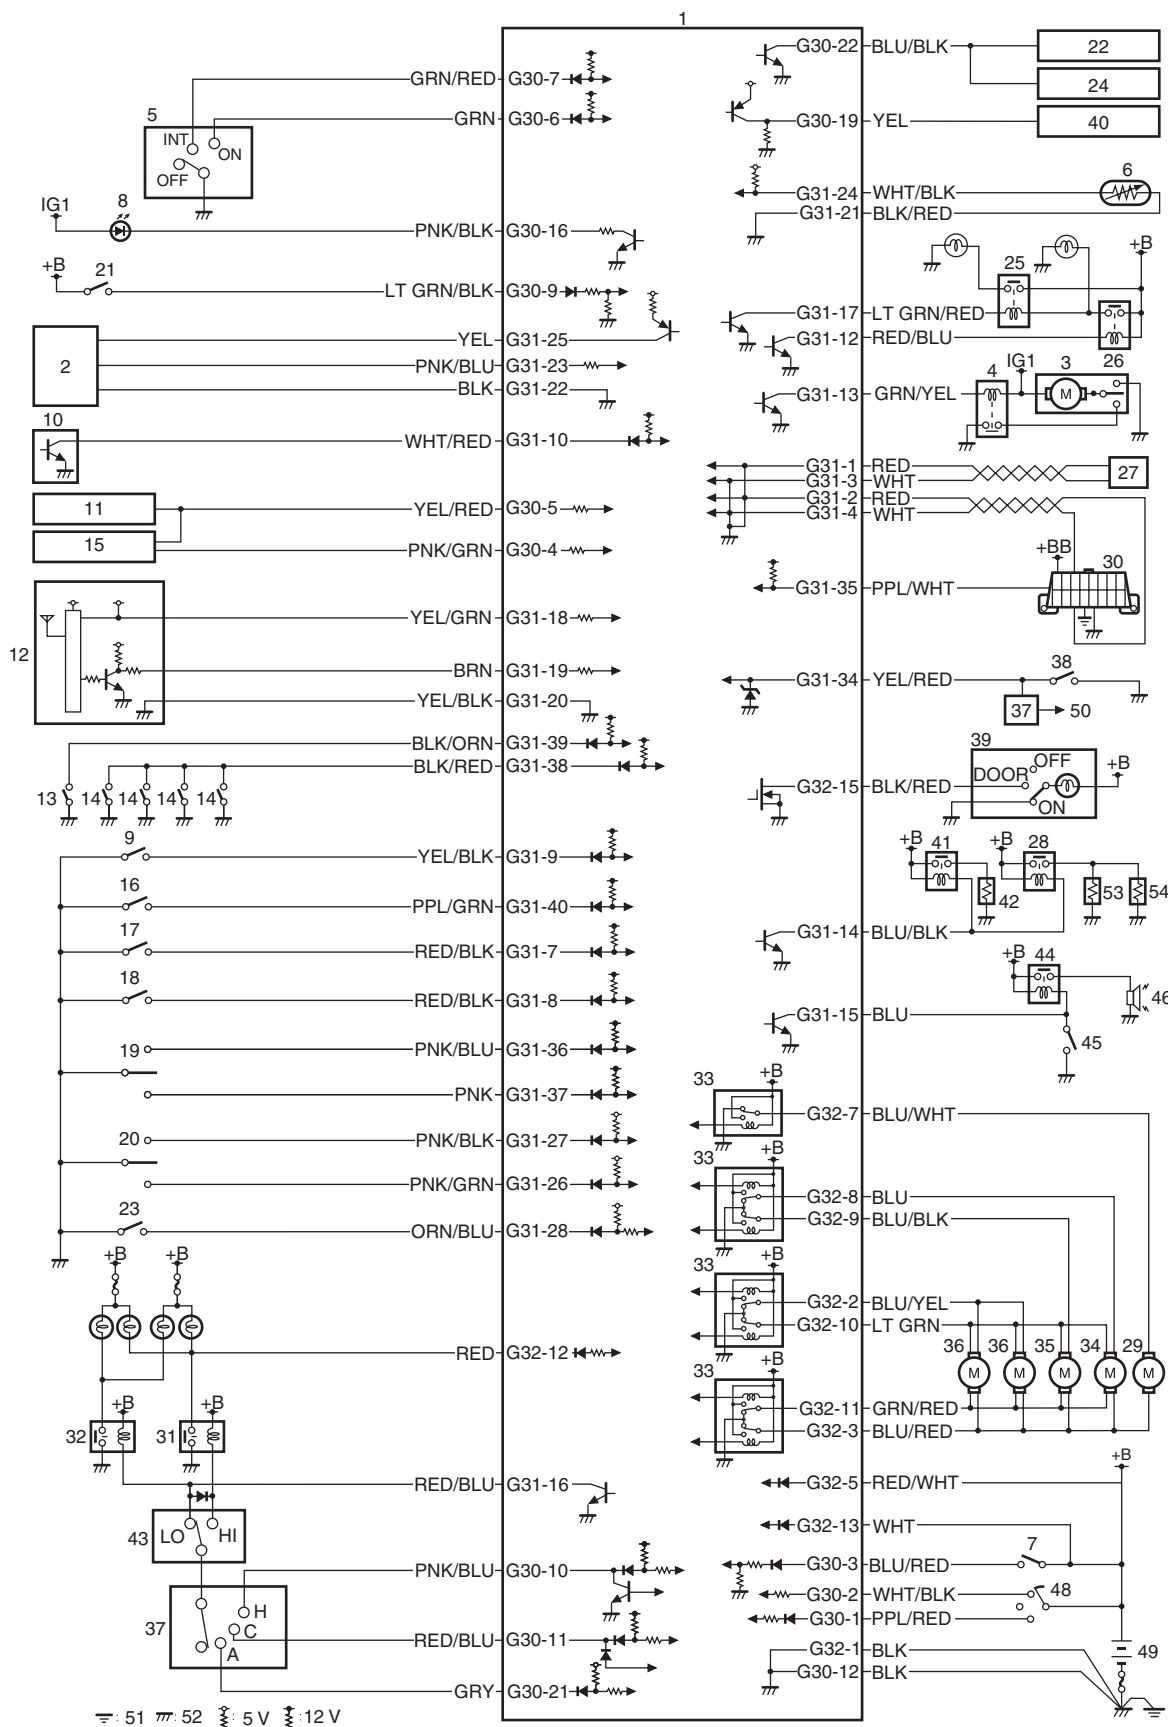 1
GRN/RED G30-7
GRN G30-6
5
INT
ON
OFF
IG1
8
PNK/BLK G30-16
+B
21
LT GRN/BLK G30-9
2
YEL G31-25
PNK/BLU G31-23
BLK G31-22
10
WHT/RED G31-10
11
YEL/RED G30-5
15
PNK/GRN G30-4
12
YEL/GRN G31-18
BRN G31-19
YEL/BLK G31-20
BLK/ORN G31-39
BLK/RED G31-38
13 14 14 14 14
9
YEL/BLK G31-9
16
PPL/GRN G31-40
17
RED/BLK G31-7
18
RED/BLK G31-8
19
PNK/BLU G31-36
PNK G31-37
20
PNK/BLK G31-27
PNK/GRN G31-26
23
ORN/BLU G31-28
+B +B
RED G32-12
+B +B
32 31
RED/BLU G31-16
43
LO HI
PNK/BLU G30-10
37
H
C
A
RED/BLU G30-11
GRY G30-21
: 51 : 52 : 5 V : 12 V
G30-22 BLU/BLK
22
24
G30-19 YEL
40
6
G31-24 WHT/BLK
G31-21 BLK/RED
+B
25
G31-17 LT GRN/RED
G31-12 RED/BLU
26
4 IG1 3
M
G31-13 GRN/YEL
G31-1 RED
G31-3 WHT
27
G31-2 RED
G31-4 WHT
+BB
30
G31-35 PPL/WHT
38
G31-34 YEL/RED
37 50
39
OFF
DOOR
ON
+B
G32-15 BLK/RED
+B 41 +B 28
42 53 54
G31-14 BLU/BLK
+B 44
46
G31-15 BLU
45
33 +B
G32-7 BLU/WHT
33 +B
G32-8 BLU
G32-9 BLU/BLK
33 +B
G32-2 BLU/YEL
G32-10 LT GRN
36 36 35 34 29
M M M M M
33 +B
G32-11 GRN/RED
G32-3 BLU/RED
+B
G32-5 RED/WHT
G32-13 WHT
7
G30-3 BLU/RED
G30-2 WHT/BLK
48
G30-1 PPL/RED
G32-1 BLK
49
G30-12 BLK